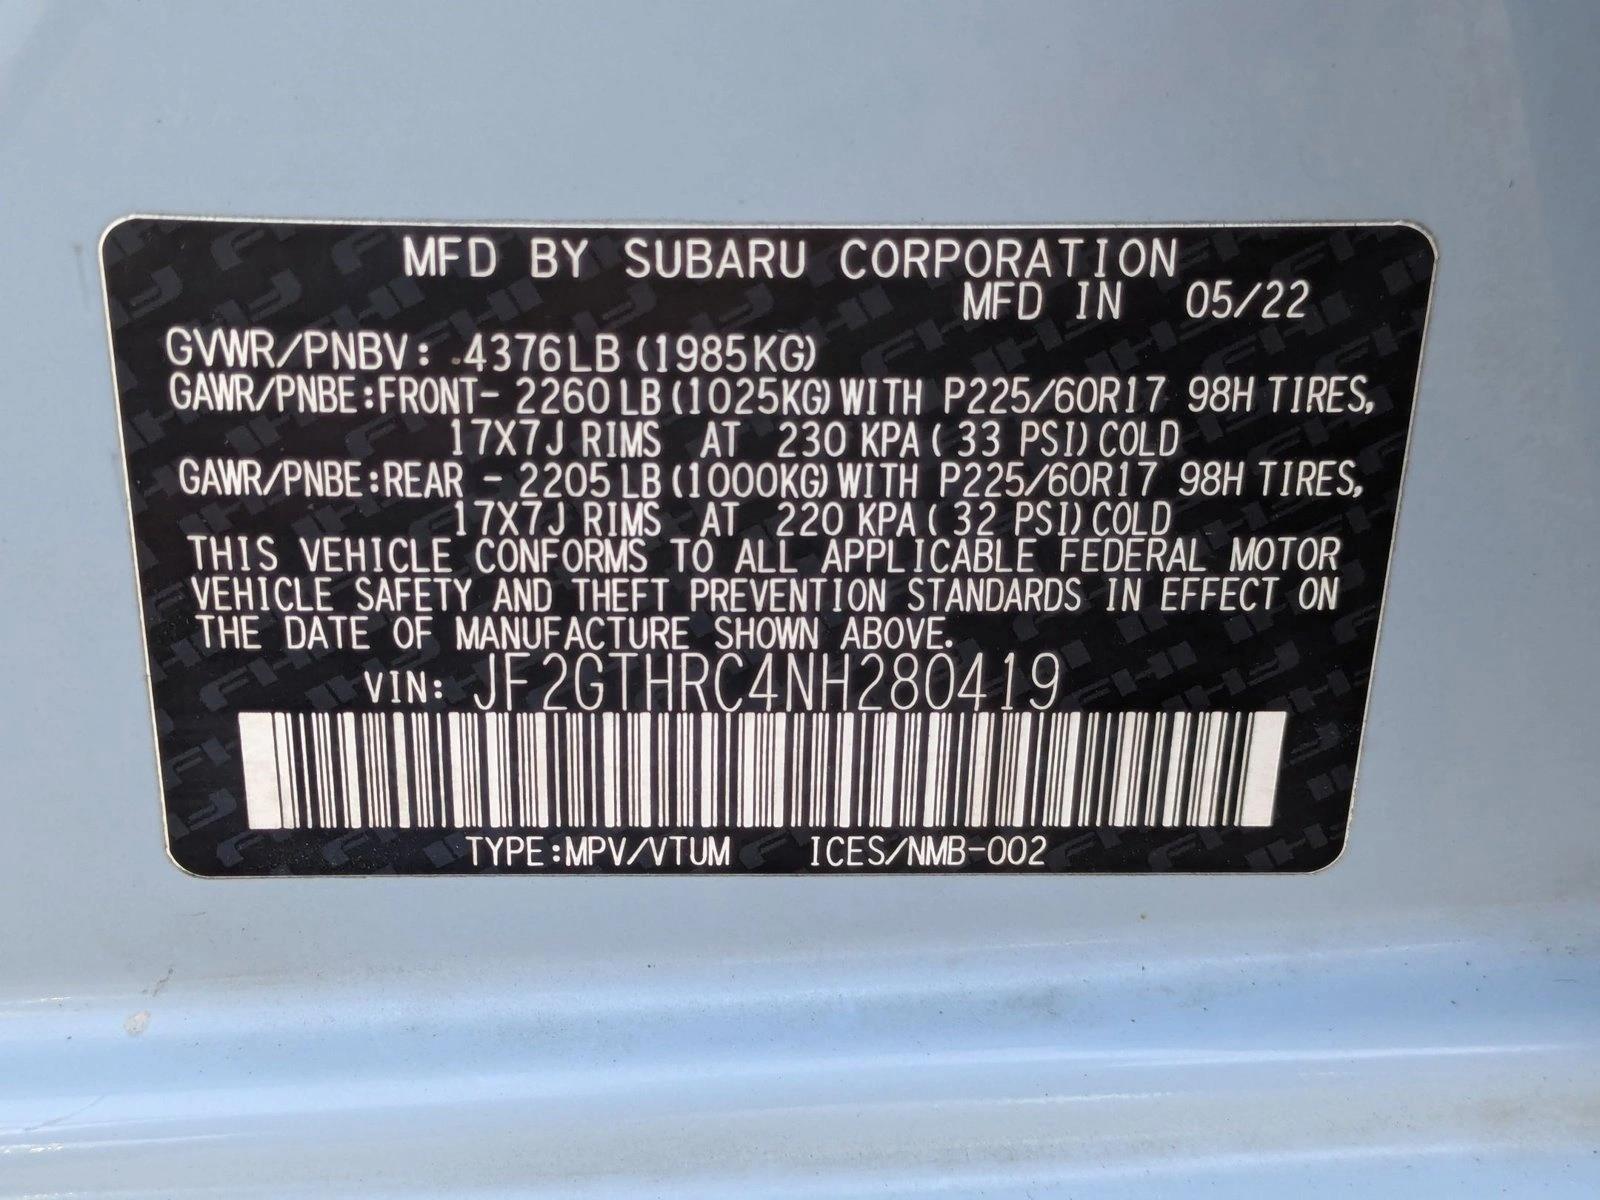 MFD BY SUBARU CORPORATION
MFD IN 05/22
GVWR/PNBV: 4376LB (1985KG)
GAWR/PNBE:FRONT- 2260LB (1025KG) WITH P225/60R17 98H TIRES,
17X7J RIMS AT 230 KPA ( 33 PSI) COLD
GAWR/PNBE:REAR - 2205LB (1000KG) WITH P225/60R17 98H TIRES,
17X7J RIMS AT 220 KPA ( 32 PSI) COLD
THIS VEHICLE CONFORMS TO ALL APPLICABLE FEDERAL MOTOR
VEHICLE SAFETY AND THEFT PREVENTION STANDARDS IN EFFECT ON
THE DATE OF MANUFACTURE SHOWN ABOVE.
VIN: JF2GTHRC4NH280419
TYPE:MPV/VTUM ICES/NMB-002